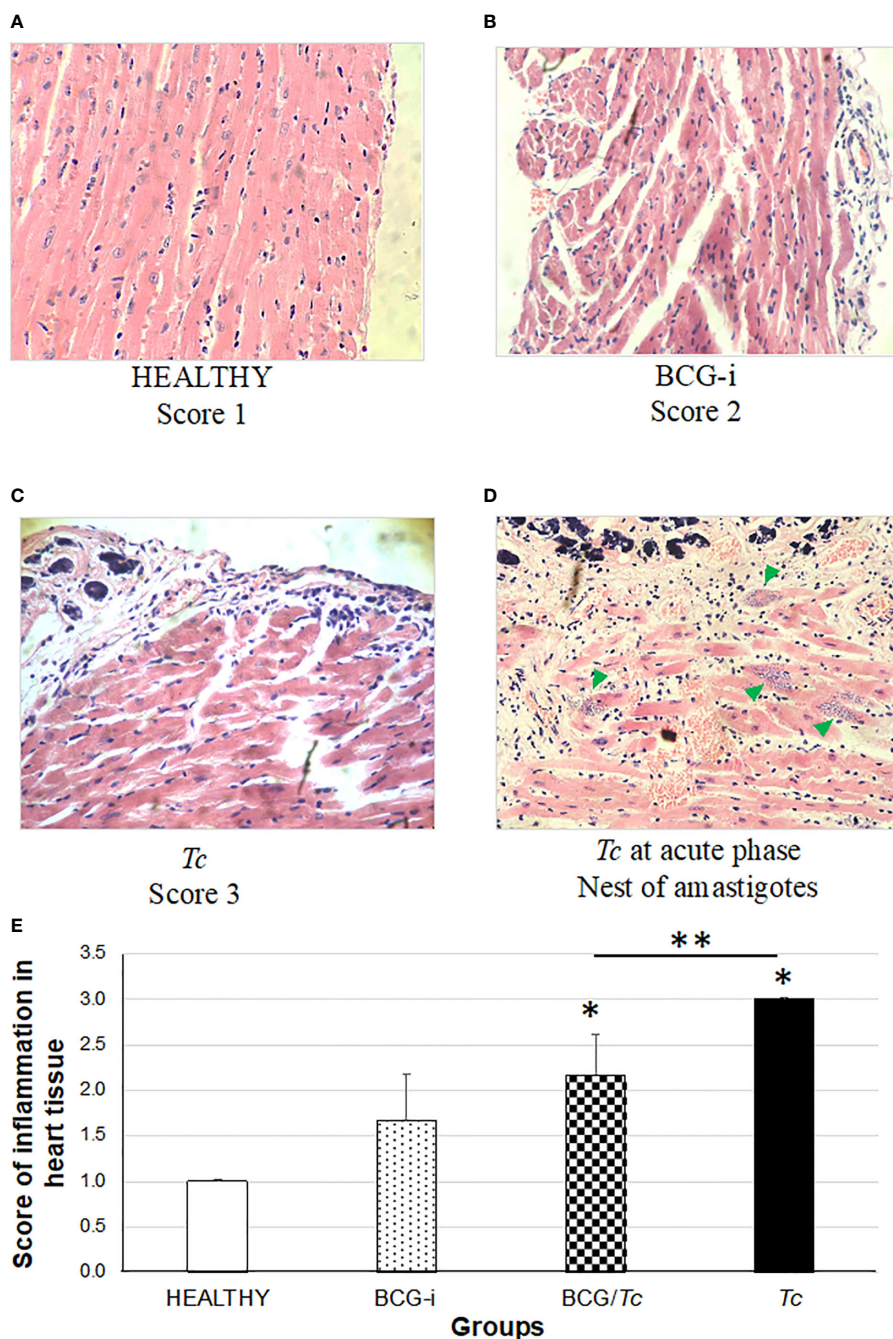 A
B
HEALTHY
Score 1
BCG-i
Score 2
C
D
Tc
Score 3
Tc at acute phase
Nest of amastigotes
E
Score of inflammation in
heart tissue
3.5
3.0
2.5
2.0
1.5
1.0
0.5
0.0
**
*
*
HEALTHY
BCG-i
BCG/Tc
Tc
Groups